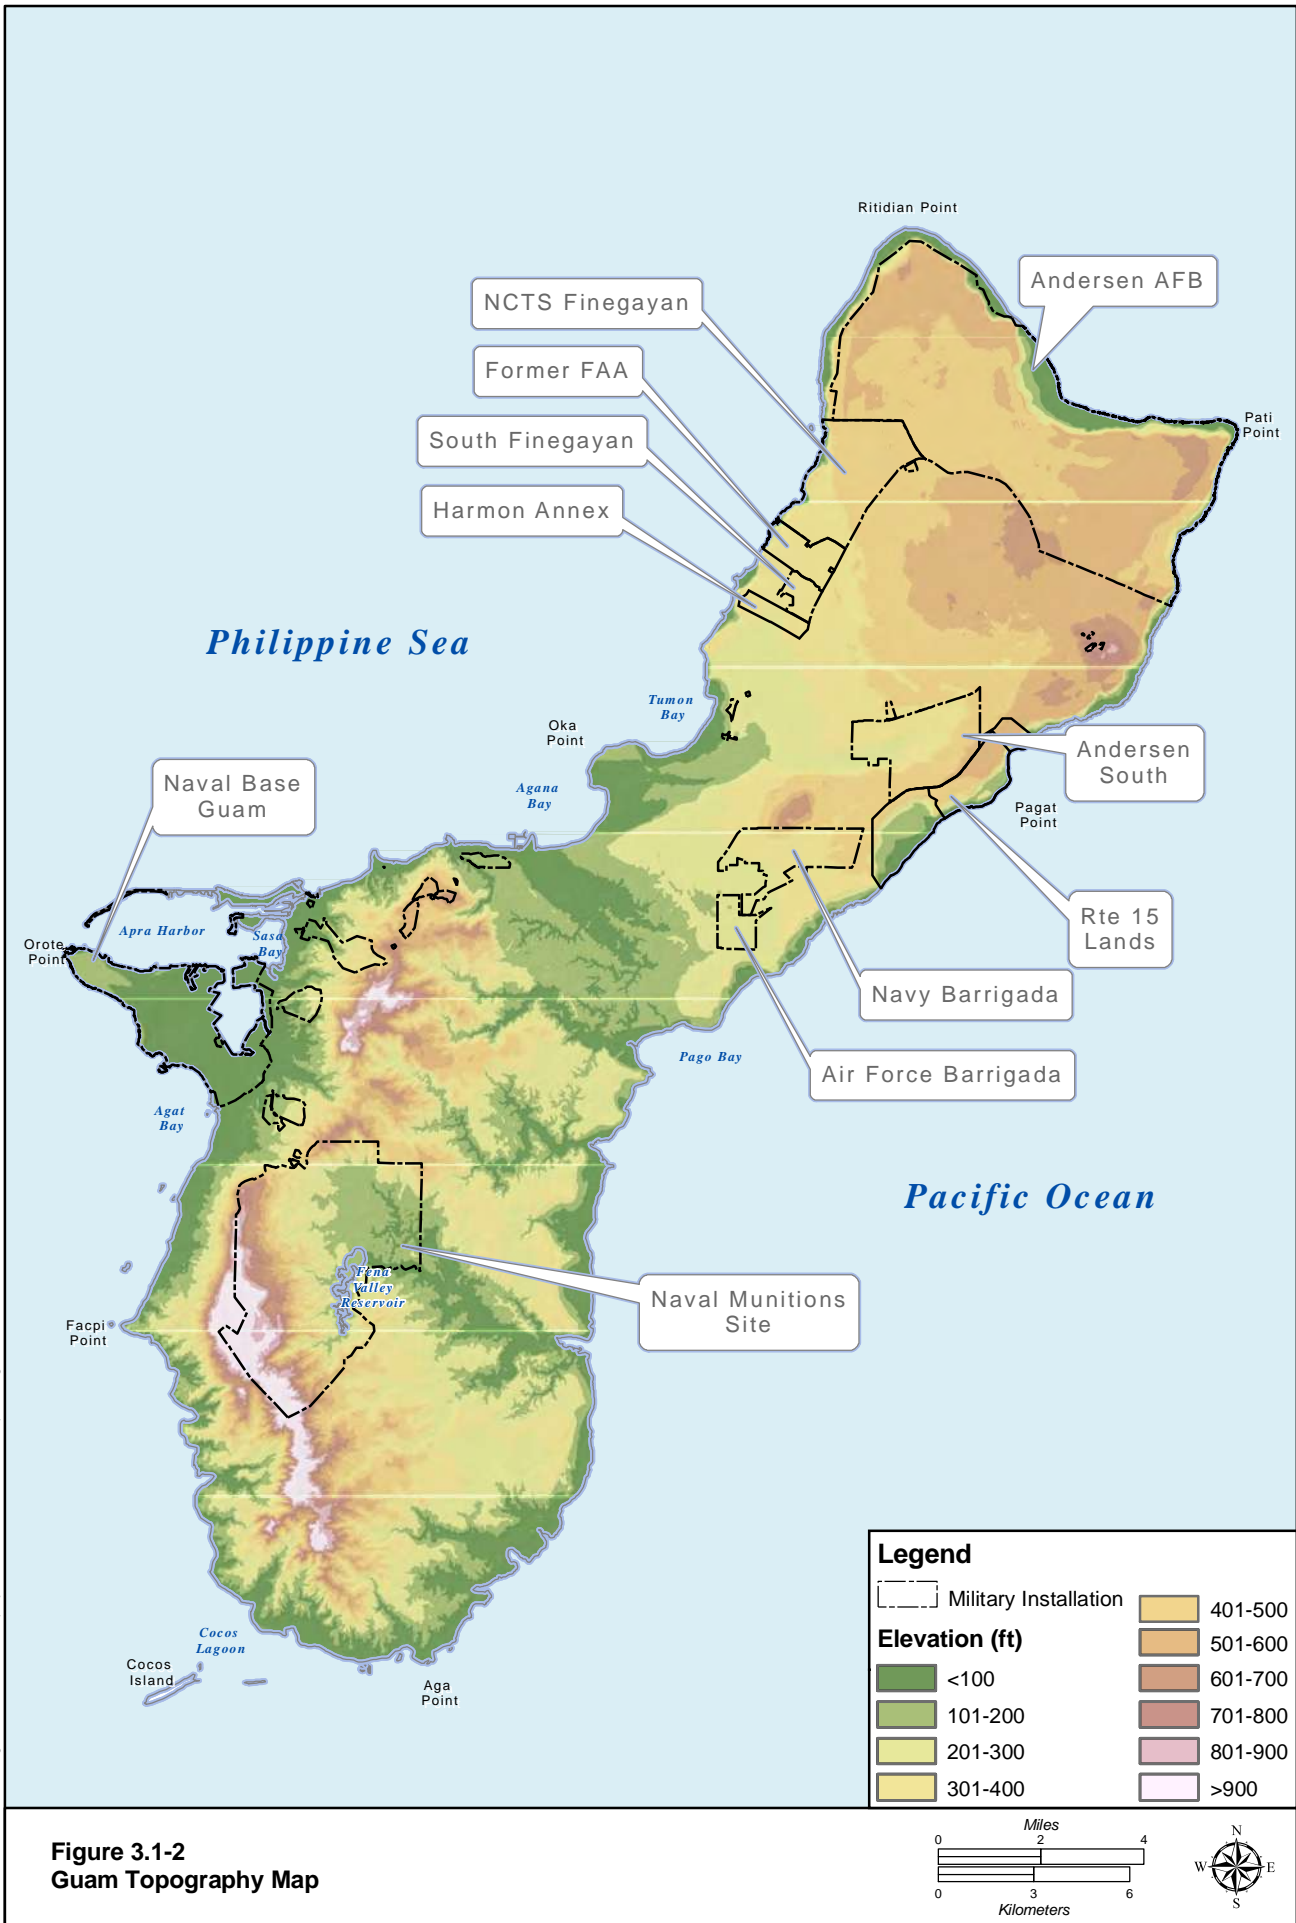 Ritidian Point
Andersen AFB
NCTS Finegayan
Former FAA
South Finegayan
Harmon Annex
Pati
Point
Philippine Sea
Tumon
Bay
Oka
Point
Andersen
South
Naval Base
Guam
Agana
Bay
Pagat
Point
Rte 15
Lands
Apra Harbor
Sasa
Bay
Orote
Point
Navy Barrigada
Pago Bay
Air Force Barrigada
Agat
Bay
Pacific Ocean
Fena
Valley
Reservoir
Naval Munitions
Site
Facpi
Point
Cocos
Lagoon
Cocos
Island
Aga
Point
Legend
Military Installation
Elevation (ft)
<100
101-200
201-300
301-400
401-500
501-600
601-700
701-800
801-900
>900
Figure 3.1-2
Guam Topography Map
Miles
0 2 4
0 3 6
Kilometers
N
W E
S